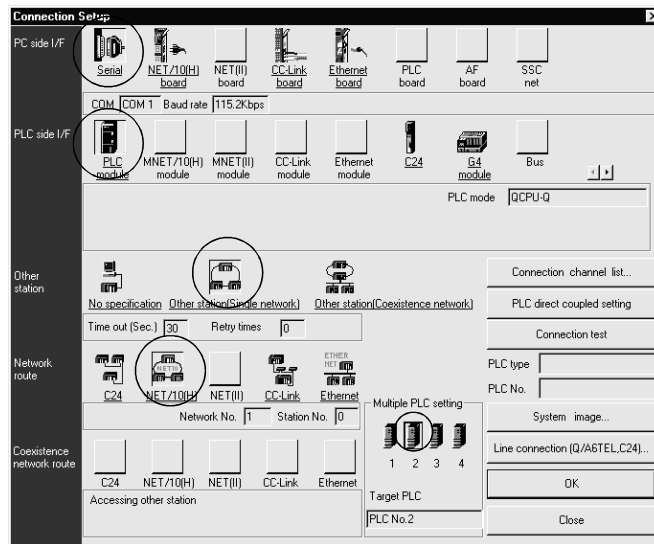 Connection Setup
PC side I/F
Serial
NET/10(H) board
NET(II) board
CC-Link board
Ethernet board
PLC board
AF board
SSC net
COM COM 1 Baud rate 115.2Kbps
PLC side I/F
PLC module
MNET/10(H) module
MNET(II) module
CC-Link module
Ethernet module
C24
G4 module
Bus
PLC mode QCPU-Q
Other station
No specification
Other station(Single network)
Other station(Coexistence network)
Connection channel list...
PLC direct coupled setting
Time out (Sec.) 30 Retry times 0
Connection test
Network route
NET10
ETHER NET
C24
NET/10(H)
NET(II)
CC-Link
Ethernet
PLC type
PLC No.
Network No. 1 Station No. 0
Multiple PLC setting
1 2 3 4
System image...
Line connection (Q/A6TEL,C24)...
Coexistence network route
C24
NET/10(H)
NET(II)
CC-Link
Ethernet
Accessing other station
Target PLC
PLC No.2
OK
Close